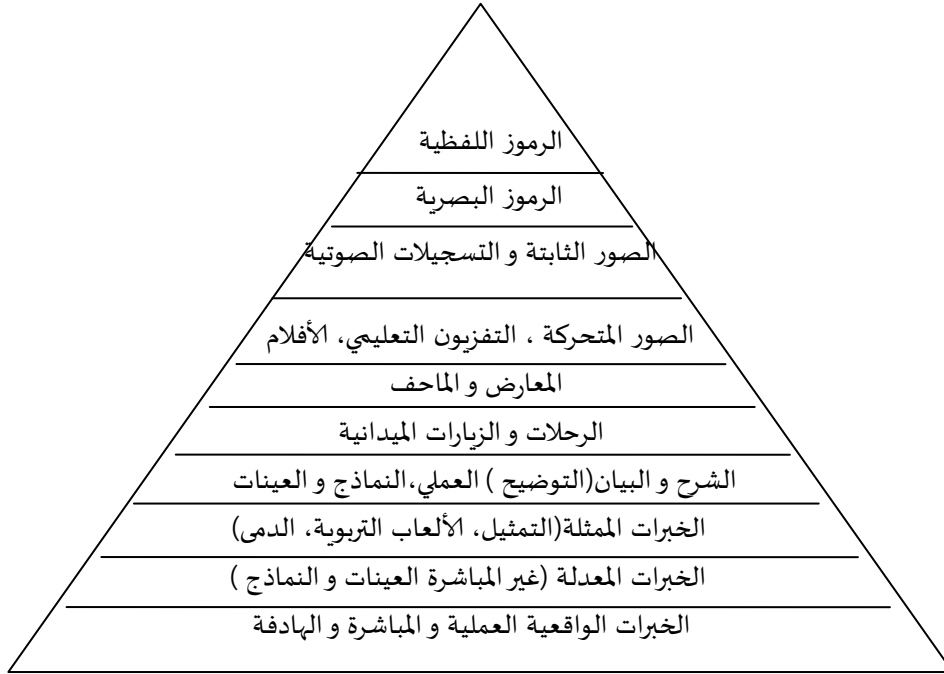 الرموز اللفظية
الرموز البصرية
الصور الثابتة و التسجيلات الصوتية
الصور المتحركة ، التفزيون التعليمي، الأفلام
المعارض و الماحف
الرحلات و الزيارات الميدانية
الشرح و البيان(التوضيح ) العملي،النماذج و العينات
الخبرات الممثلة(التمثيل، الألعاب التربوية، الدمى)
الخبرات المعدلة (غير المباشرة العينات و النماذج )
الخبرات الواقعية العملية و المباشرة و الهادفة